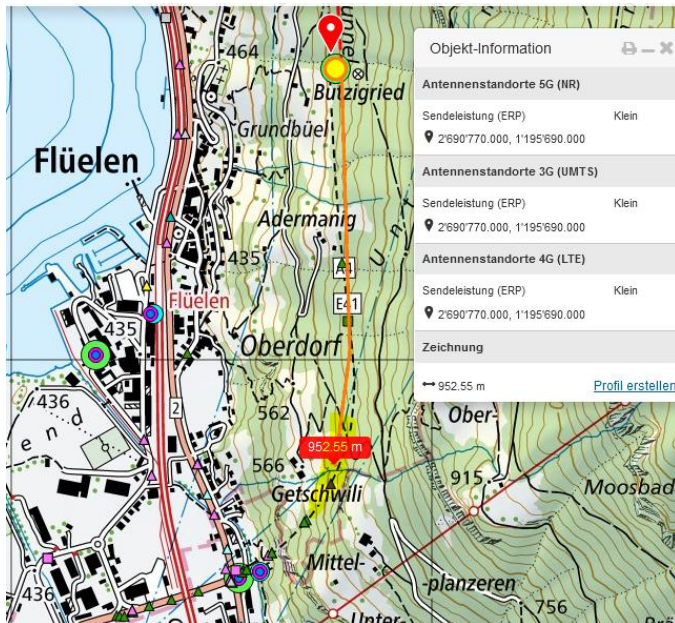 464
Tunnel
Butzigried
Grundbüel
Flüelen
Adermanig
435
A4
E41
Flüelen
435
Oberdorf
436
2
562
Ober-
952.55 m
566
915
Getschwili
Moosbad
Mittel-
-planzeren
436
756
Unter-
Objekt-Information
Antennenstandorte 5G (NR)
Sendeleistung (ERP) Klein
2'690'770.000, 1'195'690.000
Antennenstandorte 3G (UMTS)
Sendeleistung (ERP) Klein
2'690'770.000, 1'195'690.000
Antennenstandorte 4G (LTE)
Sendeleistung (ERP) Klein
2'690'770.000, 1'195'690.000
Zeichnung
952.55 m Profil erstellen